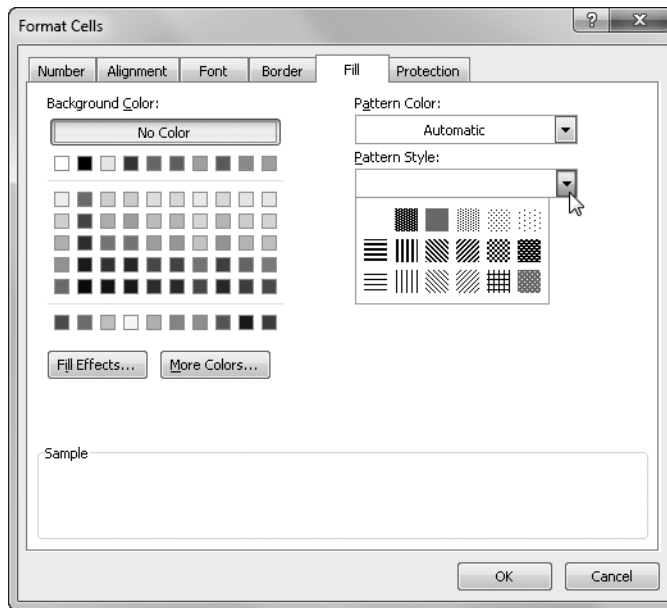 Format Cells
Number Alignment Font Border Fill Protection
Background Color:
No Color
Pattern Color:
Automatic
Pattern Style:
Fill Effects...
More Colors...
Sample
OK
Cancel